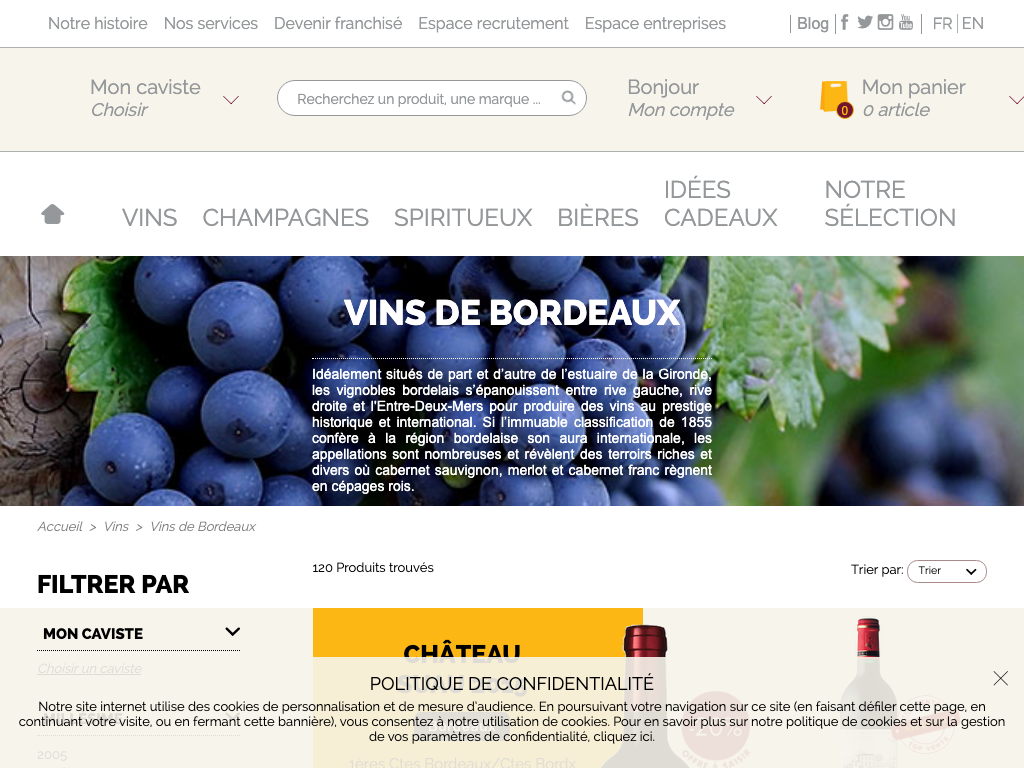 Notre histoire Nos services Devenir franchisé Espace recrutement Espace entreprises Blog FR EN
Mon caviste
Choisir
Recherchez un produit, une marque ...
Bonjour
Mon compte
0
Mon panier
0 article
VINS CHAMPAGNES SPIRITUEUX BIÈRES IDÉES CADEAUX NOTRE SÉLECTION
VINS DE BORDEAUX
Idéalement situés de part et d’autre de l’estuaire de la Gironde,
les vignobles bordelais s’épanouissent entre rive gauche, rive
droite et l’Entre-Deux-Mers pour produire des vins au prestige
historique et international. Si l’immuable classification de 1855
confère à la région bordelaise son aura internationale, les
appellations sont nombreuses et révèlent des terroirs riches et
divers où cabernet sauvignon, merlot et cabernet franc règnent
en cépages rois.
Accueil > Vins > Vins de Bordeaux
120 Produits trouvés
Trier par: Trier
FILTRER PAR
MON CAVISTE
Choisir un caviste
MILLÉSIME
2005
CHÂTEAU
-20%
1ères Ctes Bordeaux/Ctes Bordx
POLITIQUE DE CONFIDENTIALITÉ
Notre site internet utilise des cookies de personnalisation et de mesure d'audience. En poursuivant votre navigation sur ce site (en faisant défiler cette page, en
continuant votre visite, ou en fermant cette bannière), vous consentez à notre utilisation de cookies. Pour en savoir plus sur notre politique de cookies et sur la gestion
de vos paramètres de confidentialité, cliquez ici.